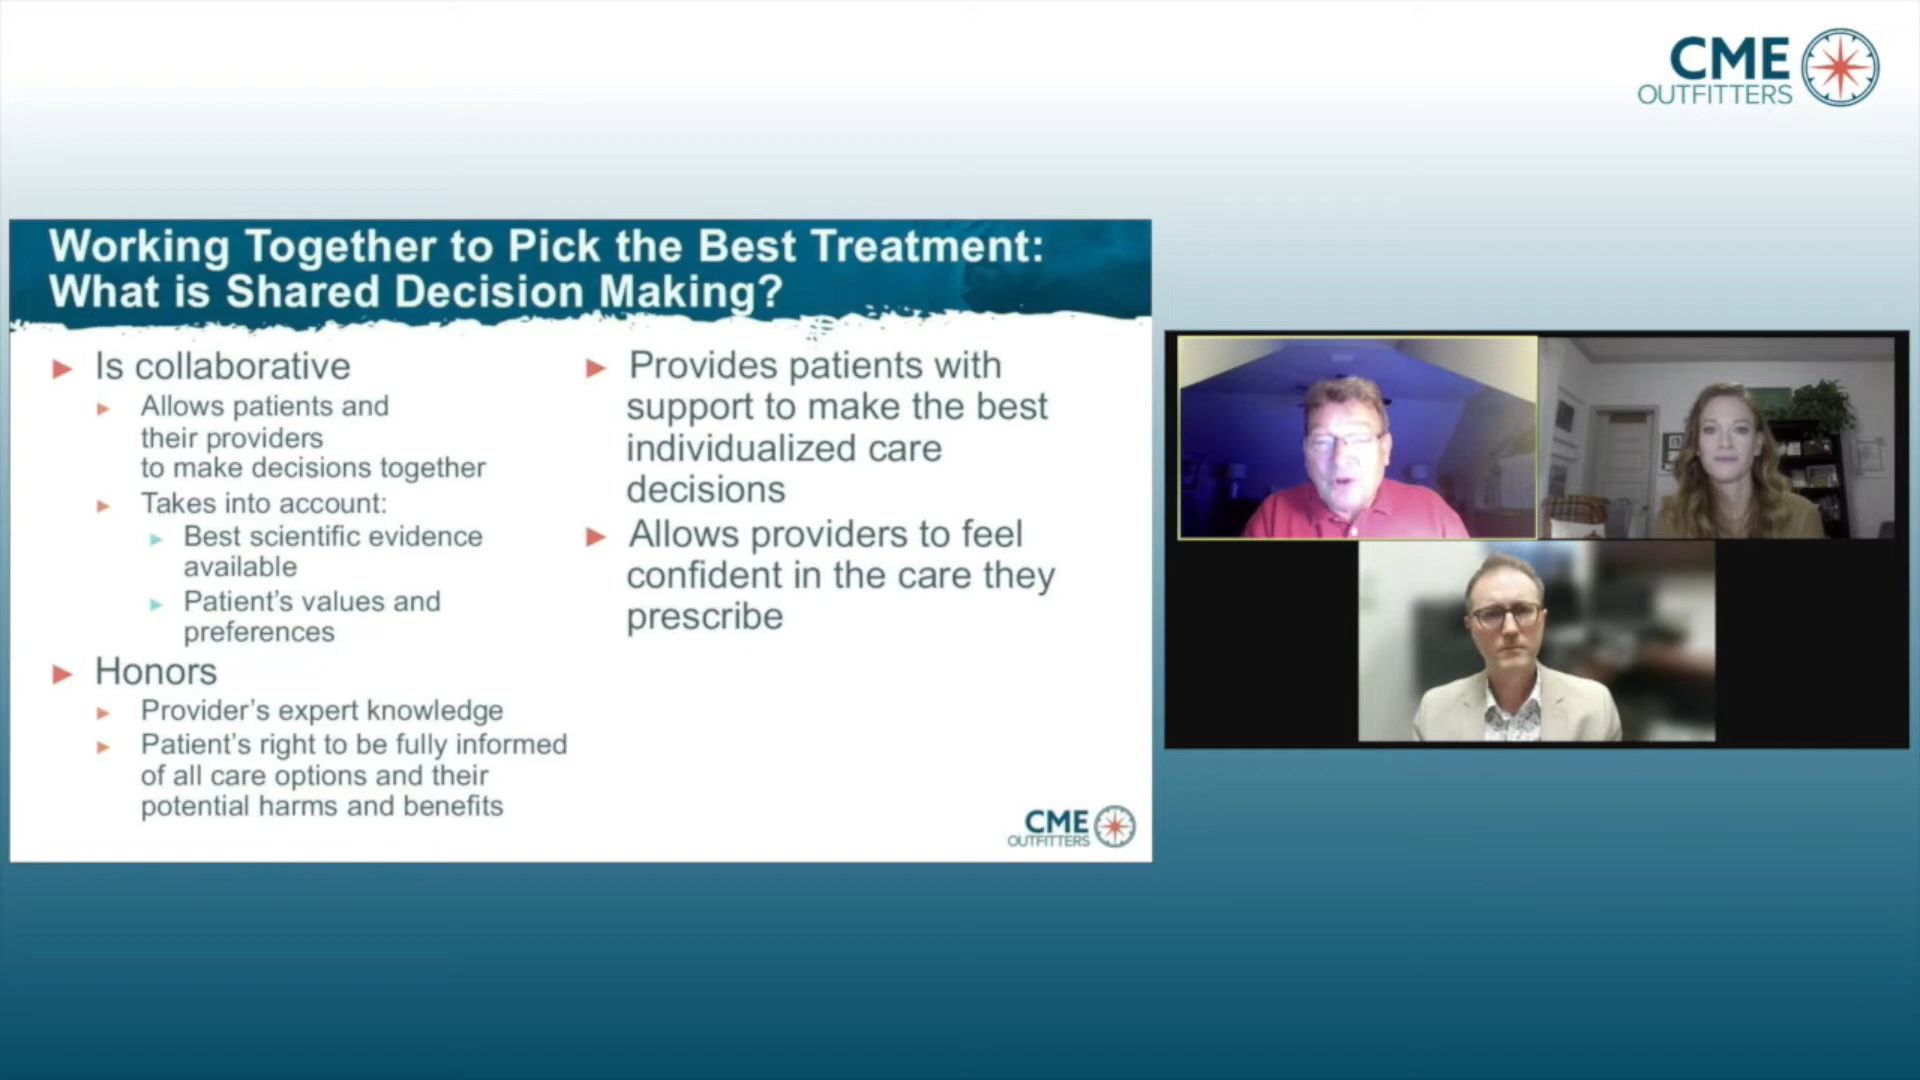 CME
OUTFITTERS
Working Together to Pick the Best Treatment:
What is Shared Decision Making?
Is collaborative
Allows patients and
their providers
to make decisions together
Takes into account:
Best scientific evidence
available
Patient's values and
preferences
Honors
Provider's expert knowledge
Patient's right to be fully informed
of all care options and their
potential harms and benefits
Provides patients with
support to make the best
individualized care
decisions
Allows providers to feel
confident in the care they
prescribe
CME
OUTFITTERS